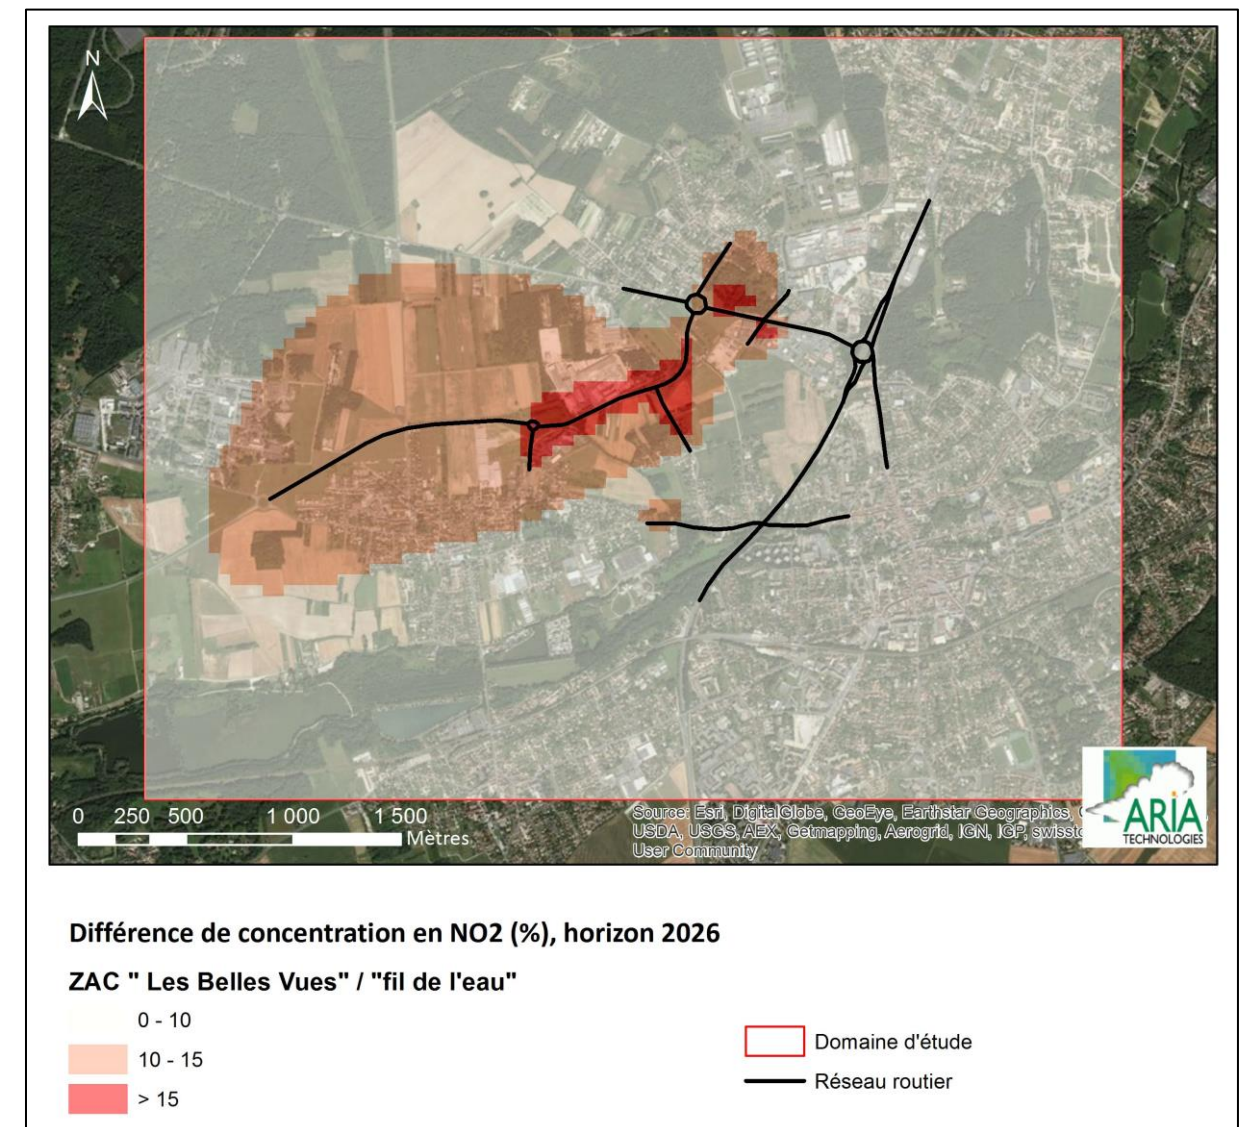 N
0 250 500 1 000 1 500
Mètres
Source: Esri, DigitalGlobe, GeoEye, Earthstar Geographics,
USDA, USGS, AEX, Getmapping, Aerogrid, IGN, IGP,
User Community
ARIA
TECHNOLOGIES
Différence de concentration en NO2 (%), horizon 2026
ZAC " Les Belles Vues" / "fil de l'eau"
0 - 10
10 - 15
> 15
Domaine d'étude
Réseau routier